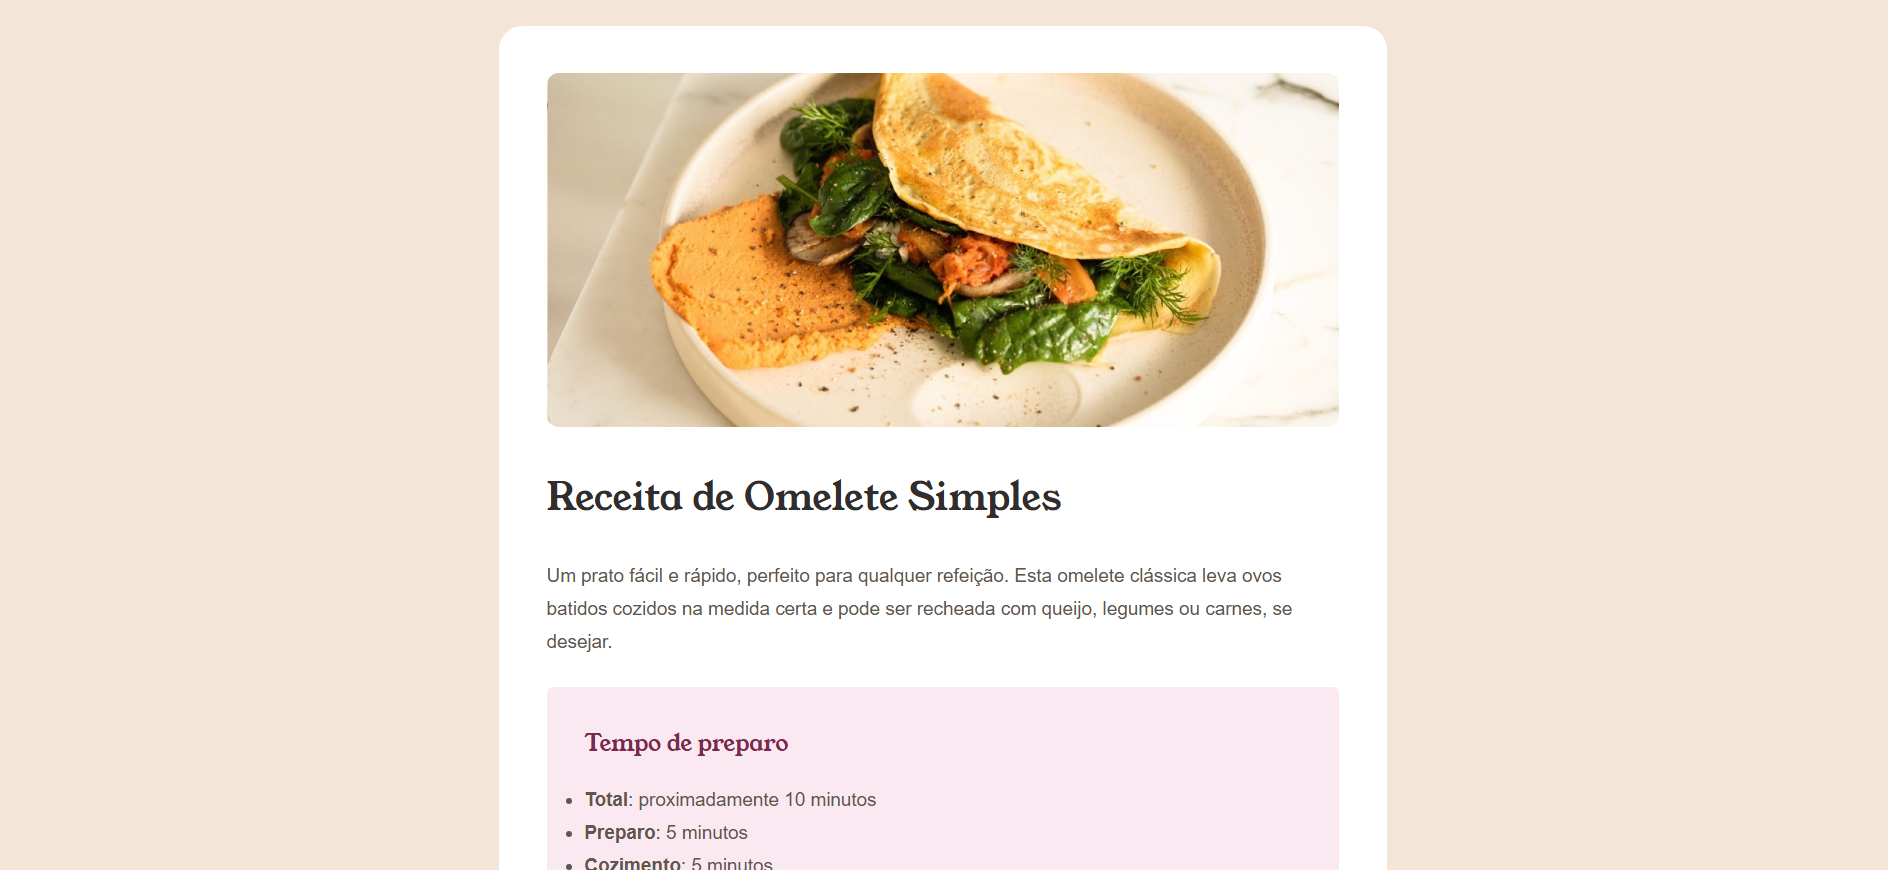 Receita de Omelete Simples
Um prato fácil e rápido, perfeito para qualquer refeição. Esta omelete clássica leva ovos
batidos cozidos na medida certa e pode ser recheada com queijo, legumes ou carnes, se
desejar.
Tempo de preparo
Total: proximadamente 10 minutos
Preparo: 5 minutos
Cozimento: 5 minutos